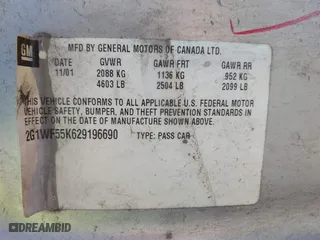 GM
MFD BY GENERAL MOTORS OF CANADA LTD.
DATE GVWR GAWR FRT GAWR RR
11/01 2088 KG 1136 KG 952 KG
4603 LB 2504 LB 2099 LB
THIS VEHICLE CONFORMS TO ALL APPLICABLE U.S. FEDERAL MOTOR
VEHICLE SAFETY, BUMPER, AND THEFT PREVENTION STANDARDS IN
EFFECT ON THE DATE OF MANUFACTURE SHOWN ABOVE.
2G1WF55K629196690 TYPE: PASS CAR
DIDCARS